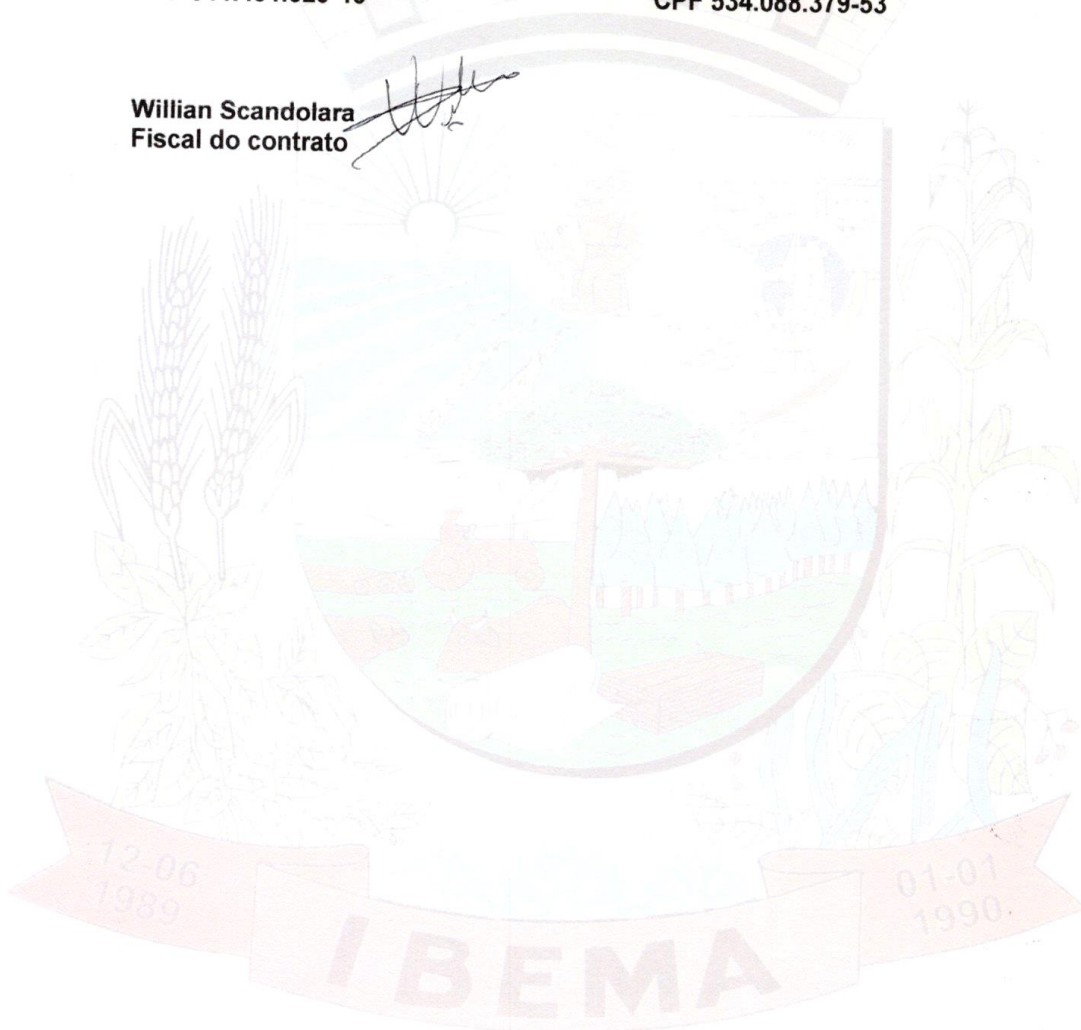 CPF 534.088.379-53
Willian Scandolara
Fiscal do contrato
12-06
1989
01-01
1990
IBEMA